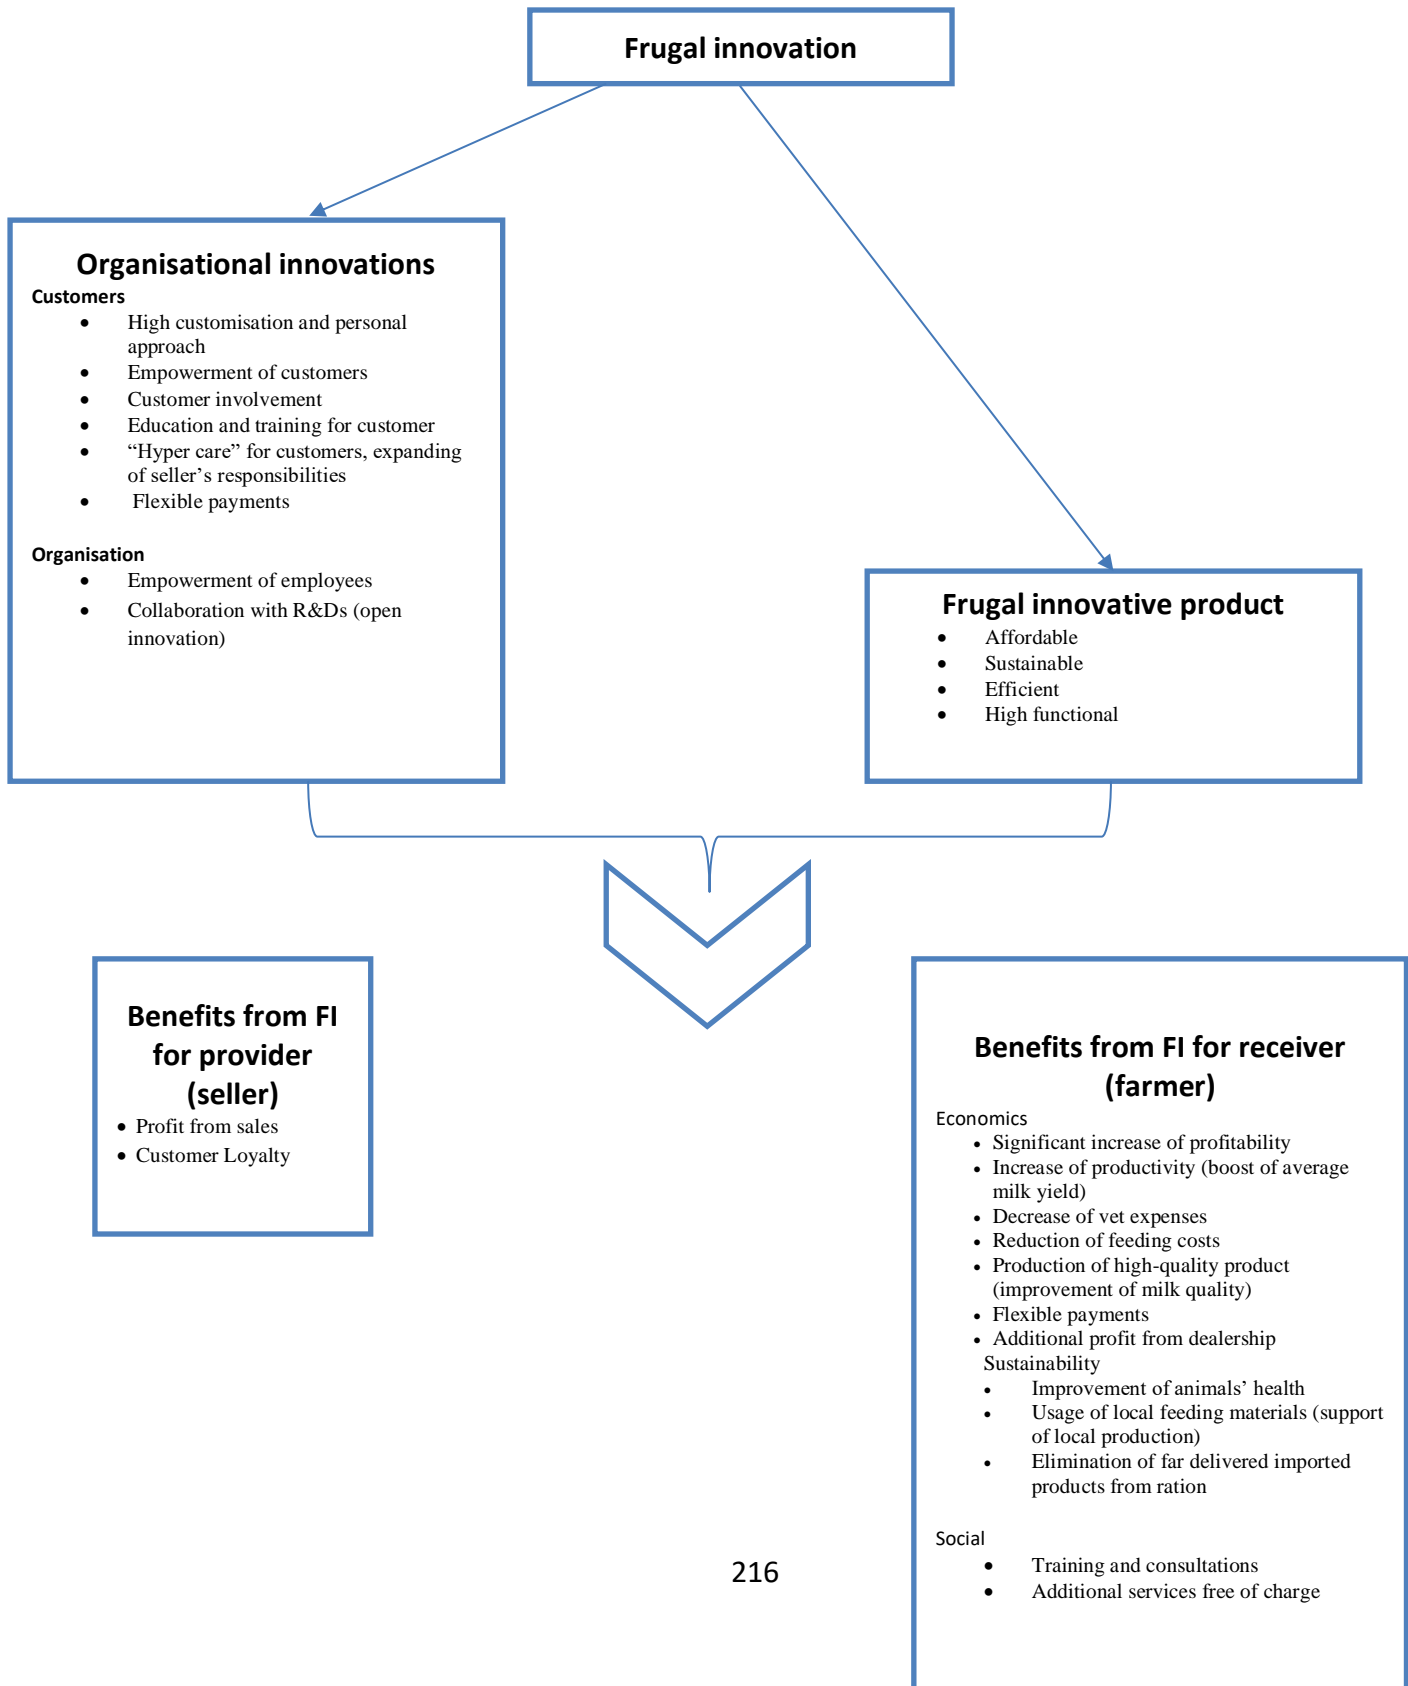 Frugal innovation
Organisational innovations
Customers
• High customisation and personal
approach
• Empowerment of customers
• Customer involvement
• Education and training for customer
• “Hyper care” for customers, expanding
of seller’s responsibilities
• Flexible payments
Organisation
• Empowerment of employees
• Collaboration with R&Ds (open
innovation)
Frugal innovative product
• Affordable
• Sustainable
• Efficient
• High functional
Benefits from FI
for provider
(seller)
• Profit from sales
• Customer Loyalty
Benefits from FI for receiver
(farmer)
Economics
• Significant increase of profitability
• Increase of productivity (boost of average
milk yield)
• Decrease of vet expenses
• Reduction of feeding costs
• Production of high-quality product
(improvement of milk quality)
• Flexible payments
• Additional profit from dealership
Sustainability
• Improvement of animals’ health
• Usage of local feeding materials (support
of local production)
• Elimination of far delivered imported
products from ration
Social
• Training and consultations
• Additional services free of charge
216